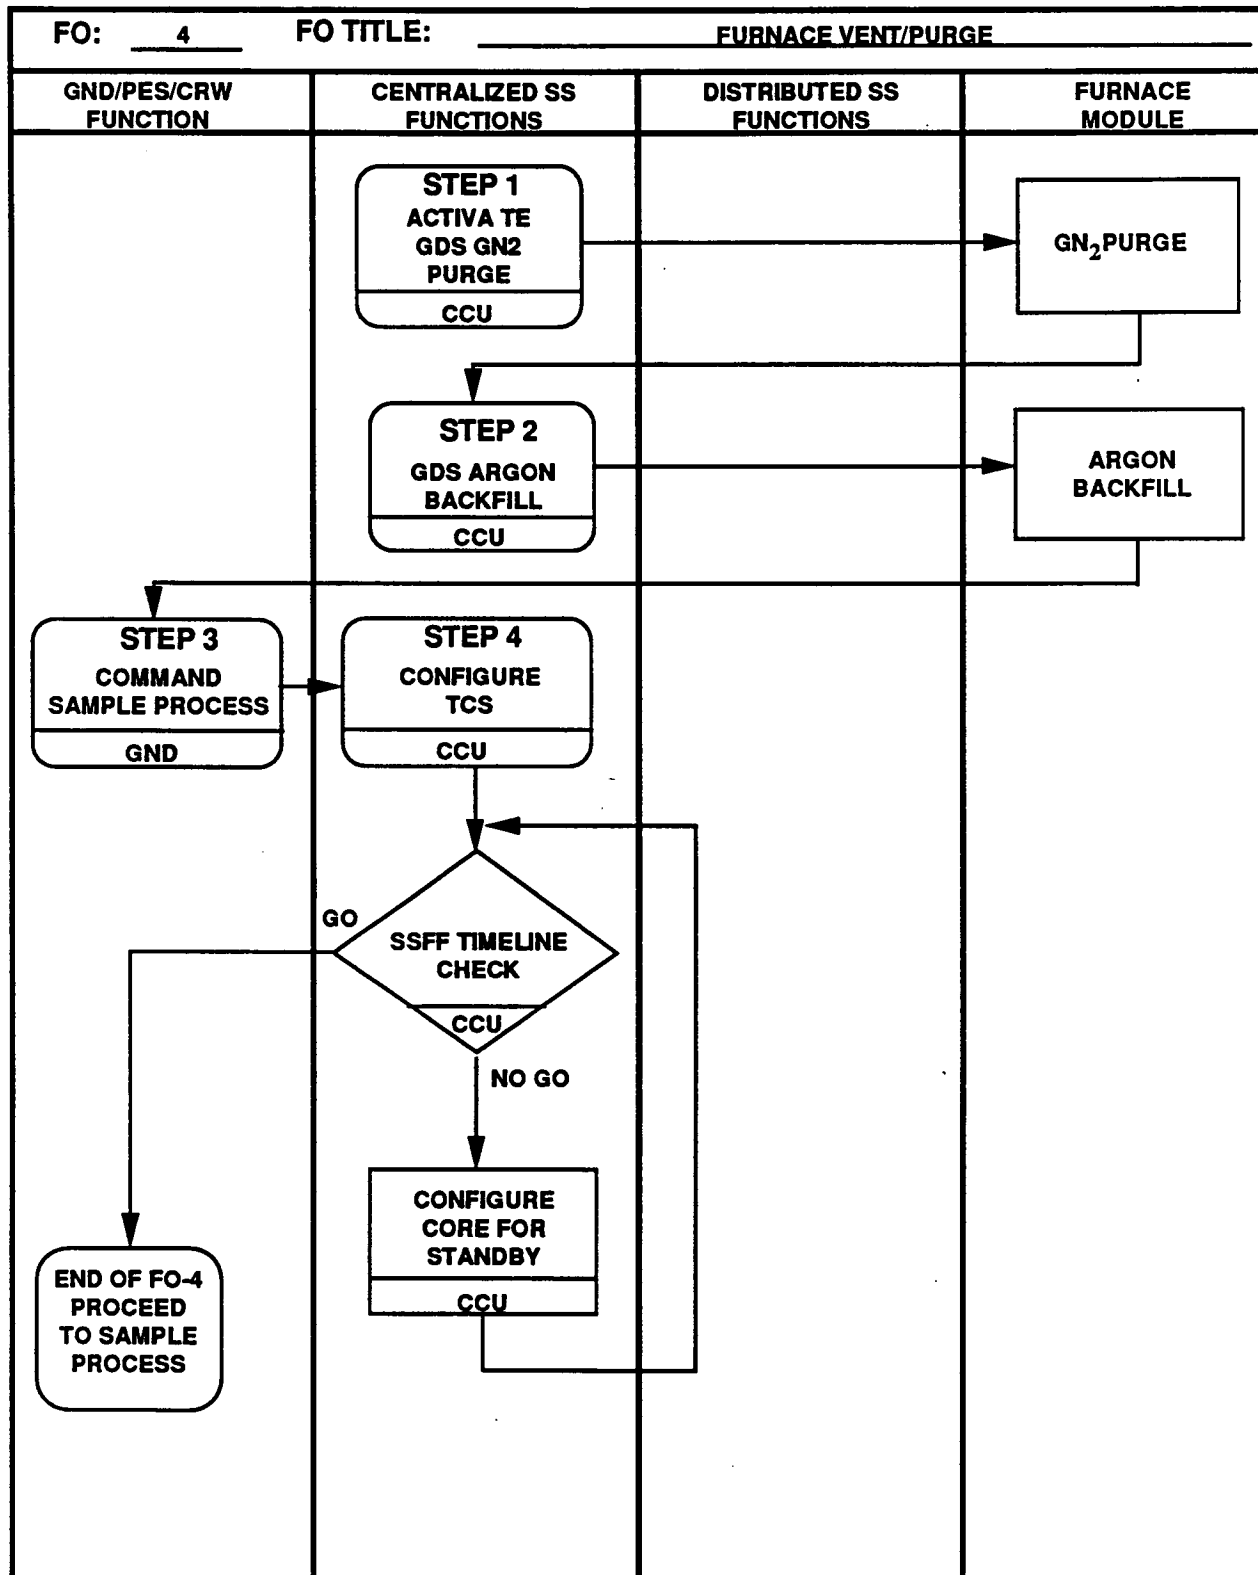 FO: 4 FO TITLE: FURNACE VENT/PURGE
GND/PES/CRW
FUNCTION
CENTRALIZED SS
FUNCTIONS
DISTRIBUTED SS
FUNCTIONS
FURNACE
MODULE
STEP 1
ACTIVA TE
GDS GN2
PURGE
CCU
GN₂PURGE
STEP 2
GDS ARGON
BACKFILL
CCU
ARGON
BACKFILL
STEP 3
COMMAND
SAMPLE PROCESS
GND
STEP 4
CONFIGURE
TCS
CCU
GO
SSFF TIMELINE
CHECK
CCU
NO GO
CONFIGURE
CORE FOR
STANDBY
CCU
END OF FO-4
PROCEED
TO SAMPLE
PROCESS